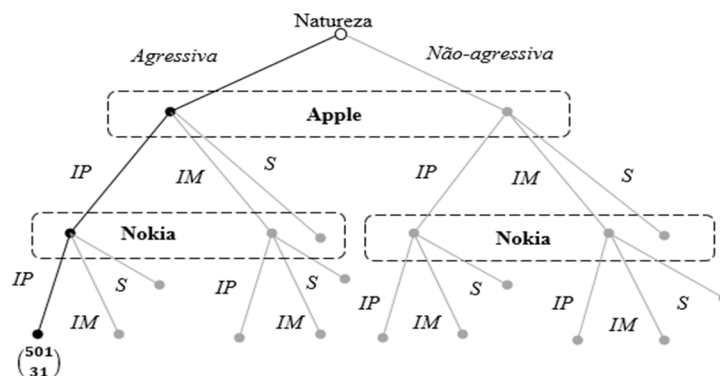 Natureza
Agressiva
Não-agressiva
Apple
IP
IM
S
IP
IM
S
Nokia
Nokia
IP
IM
S
IP
IM
S
IP
IM
S
IP
IM
S
501
31